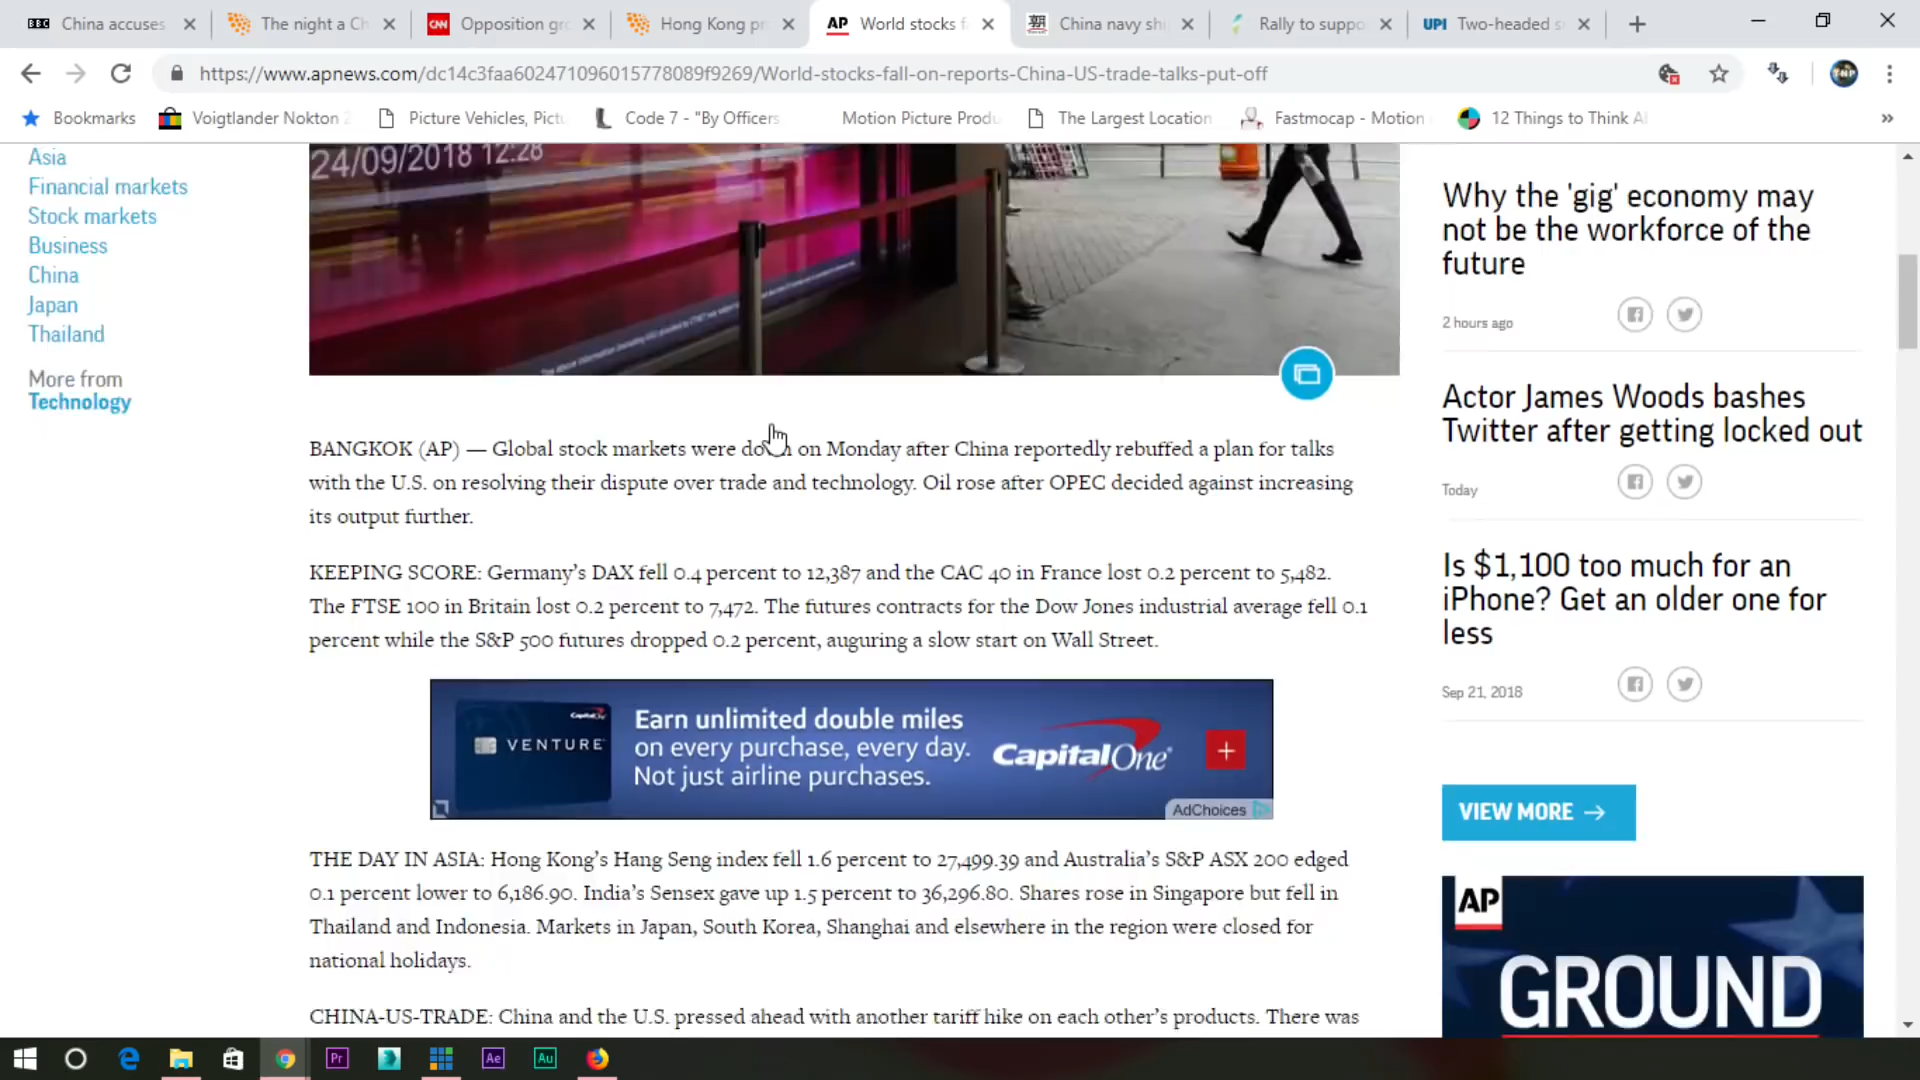 BBC China accuses
The night a Ch
CNN Opposition gr
Hong Kong pr
AP World stocks f
China navy shi
Rally to suppo
UPI Two-headed s
https://www.apnews.com/dc14c3faa602471096015778089f9269/World-stocks-fall-on-reports-China-US-trade-talks-put-off
TNP
Bookmarks
Voigtlander Nokton 2
Picture Vehicles, Pictu
Code 7 - "By Officers
Motion Picture Produ
The Largest Location
Fastmocap - Motion
12 Things to Think Al
Asia
Financial markets
Stock markets
Business
China
Japan
Thailand
More from
Technology
24/09/2018 12:28
BANGKOK (AP) — Global stock markets were down on Monday after China reportedly rebuffed a plan for talks
with the U.S. on resolving their dispute over trade and technology. Oil rose after OPEC decided against increasing
its output further.
KEEPING SCORE: Germany's DAX fell 0.4 percent to 12,387 and the CAC 40 in France lost 0.2 percent to 5,482.
The FTSE 100 in Britain lost 0.2 percent to 7,472. The futures contracts for the Dow Jones industrial average fell 0.1
percent while the S&P 500 futures dropped 0.2 percent, auguring a slow start on Wall Street.
CapitalOne
VENTURE
Earn unlimited double miles
on every purchase, every day.
Not just airline purchases.
CapitalOne
AdChoices
THE DAY IN ASIA: Hong Kong's Hang Seng index fell 1.6 percent to 27,499.39 and Australia's S&P ASX 200 edged
0.1 percent lower to 6,186.90. India's Sensex gave up 1.5 percent to 36,296.80. Shares rose in Singapore but fell in
Thailand and Indonesia. Markets in Japan, South Korea, Shanghai and elsewhere in the region were closed for
national holidays.
CHINA-US-TRADE: China and the U.S. pressed ahead with another tariff hike on each other's products. There was
Why the 'gig' economy may
not be the workforce of the
future
2 hours ago
Actor James Woods bashes
Twitter after getting locked out
Today
Is $1,100 too much for an
iPhone? Get an older one for
less
Sep 21, 2018
VIEW MORE
AP
GROUND
Pr
Ae
Au